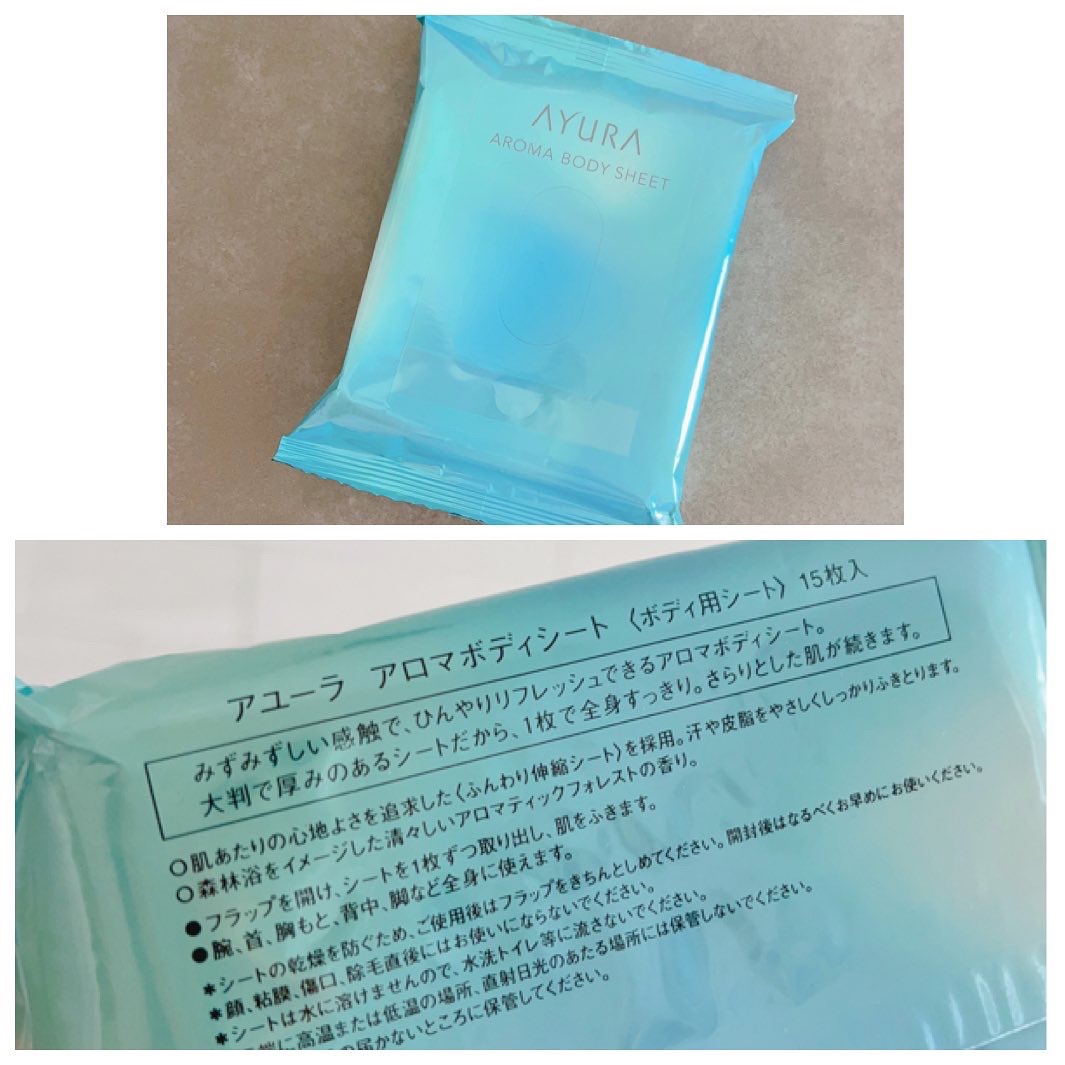 AYURA
AROMA BODY SHEET
アユーラ アロマボディシート 〈ボディ用シート〉 15枚入
みずみずしい感触で、ひんやりリフレッシュできるアロマボディシート。
大判で厚みのあるシートだから、1枚で全身すっきり。さらりとした肌が続きます。
○肌あたりの心地よさを追求した〈ふんわり伸縮シート〉を採用。汗や皮脂をやさしくしっかりふきとります。
○森林浴をイメージした清々しいアロマティックフォレストの香り。
●フラップを開け、シートを1枚ずつ取り出し、肌をふきます。
●腕、首、胸もと、背中、脚など全身に使えます。
*シートの乾燥を防ぐため、ご使用後はフラップをきちんとしめてください。開封後はなるべくお早めにお使いください。
*顔、粘膜、傷口、除毛直後にはお使いにならないでください。
*シートは水に溶けませんので、水洗トイレ等に流さないでください。
端に高温または低温の場所、直射日光のあたる場所には保管しないでください。
の届かないところに保管してください。